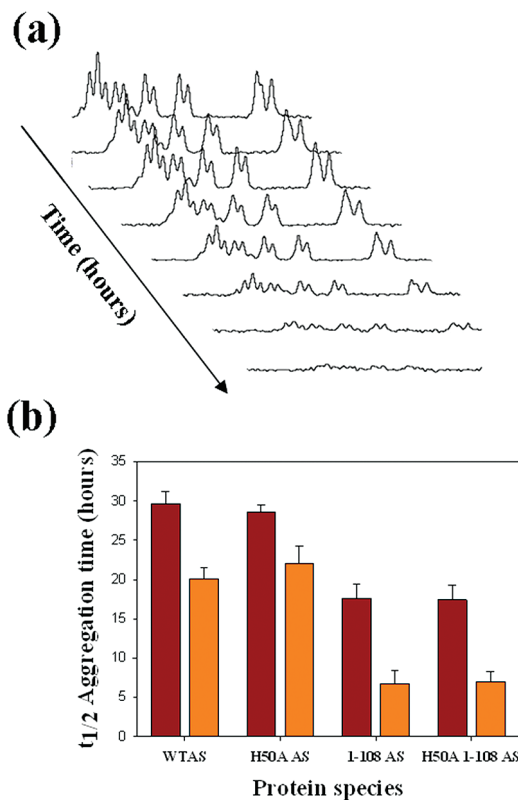 (a)
Time (hours)
(b)
t1/2 Aggregation time (hours)
35
30
25
20
15
10
5
0
WTAS
H50A AS
1-108 AS
H50A 1-108 AS
Protein species